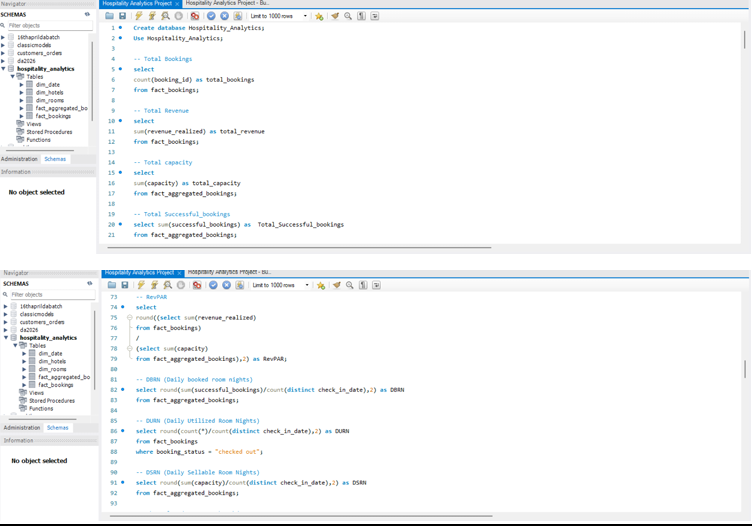 Navigator
Hospitality Analytics Project
Hospitality Analytics Project - Bu..
SCHEMAS
Filter objects
Limit to 1000 rows
16thaprildabatch
classicmodels
customers_orders
da2026
hospitality_analytics
Tables
dim_date
dim_hotels
dim_rooms
fact_aggregated_bo
fact_bookings
Views
Stored Procedures
Functions
Administration Schemas
Information
No object selected
1 Create database Hospitality_Analytics;
2 Use Hospitality_Analytics;
3
4 -- Total Bookings
5 select
6 count(booking_id) as total_bookings
7 from fact_bookings;
8
9 -- Total Revenue
10 select
11 sum(revenue_realized) as total_revenue
12 from fact_bookings;
13
14 -- Total capacity
15 select
16 sum(capacity) as total_capacity
17 from fact_aggregated_bookings;
18
19 -- Total Successful_bookings
20 select sum(successful_bookings) as Total_Successful_bookings
21 from fact_aggregated_bookings;
Navigator
Hospitality Analytics Project
Hospitality Analytics Project - Bu..
SCHEMAS
Filter objects
Limit to 1000 rows
16thaprildabatch
classicmodels
customers_orders
da2026
hospitality_analytics
Tables
dim_date
dim_hotels
dim_rooms
fact_aggregated_bo
fact_bookings
Views
Stored Procedures
Functions
Administration Schemas
Information
No object selected
73 -- RevPAR
74 select
75 round((select sum(revenue_realized)
76 from fact_bookings)
77 /
78 (select sum(capacity)
79 from fact_aggregated_bookings),2) as RevPAR;
80
81 -- DBRN (Daily booked room nights)
82 select round(sum(successful_bookings)/count(distinct check_in_date),2) as DBRN
83 from fact_aggregated_bookings;
84
85 -- DURN (Daily Utilized Room Nights)
86 select round(count(*)/count(distinct check_in_date),2) as DURN
87 from fact_bookings
88 where booking_status = "checked out";
89
90 -- DSRN (Daily Sellable Room Nights)
91 select round(sum(capacity)/count(distinct check_in_date),2) as DSRN
92 from fact_aggregated_bookings;
93